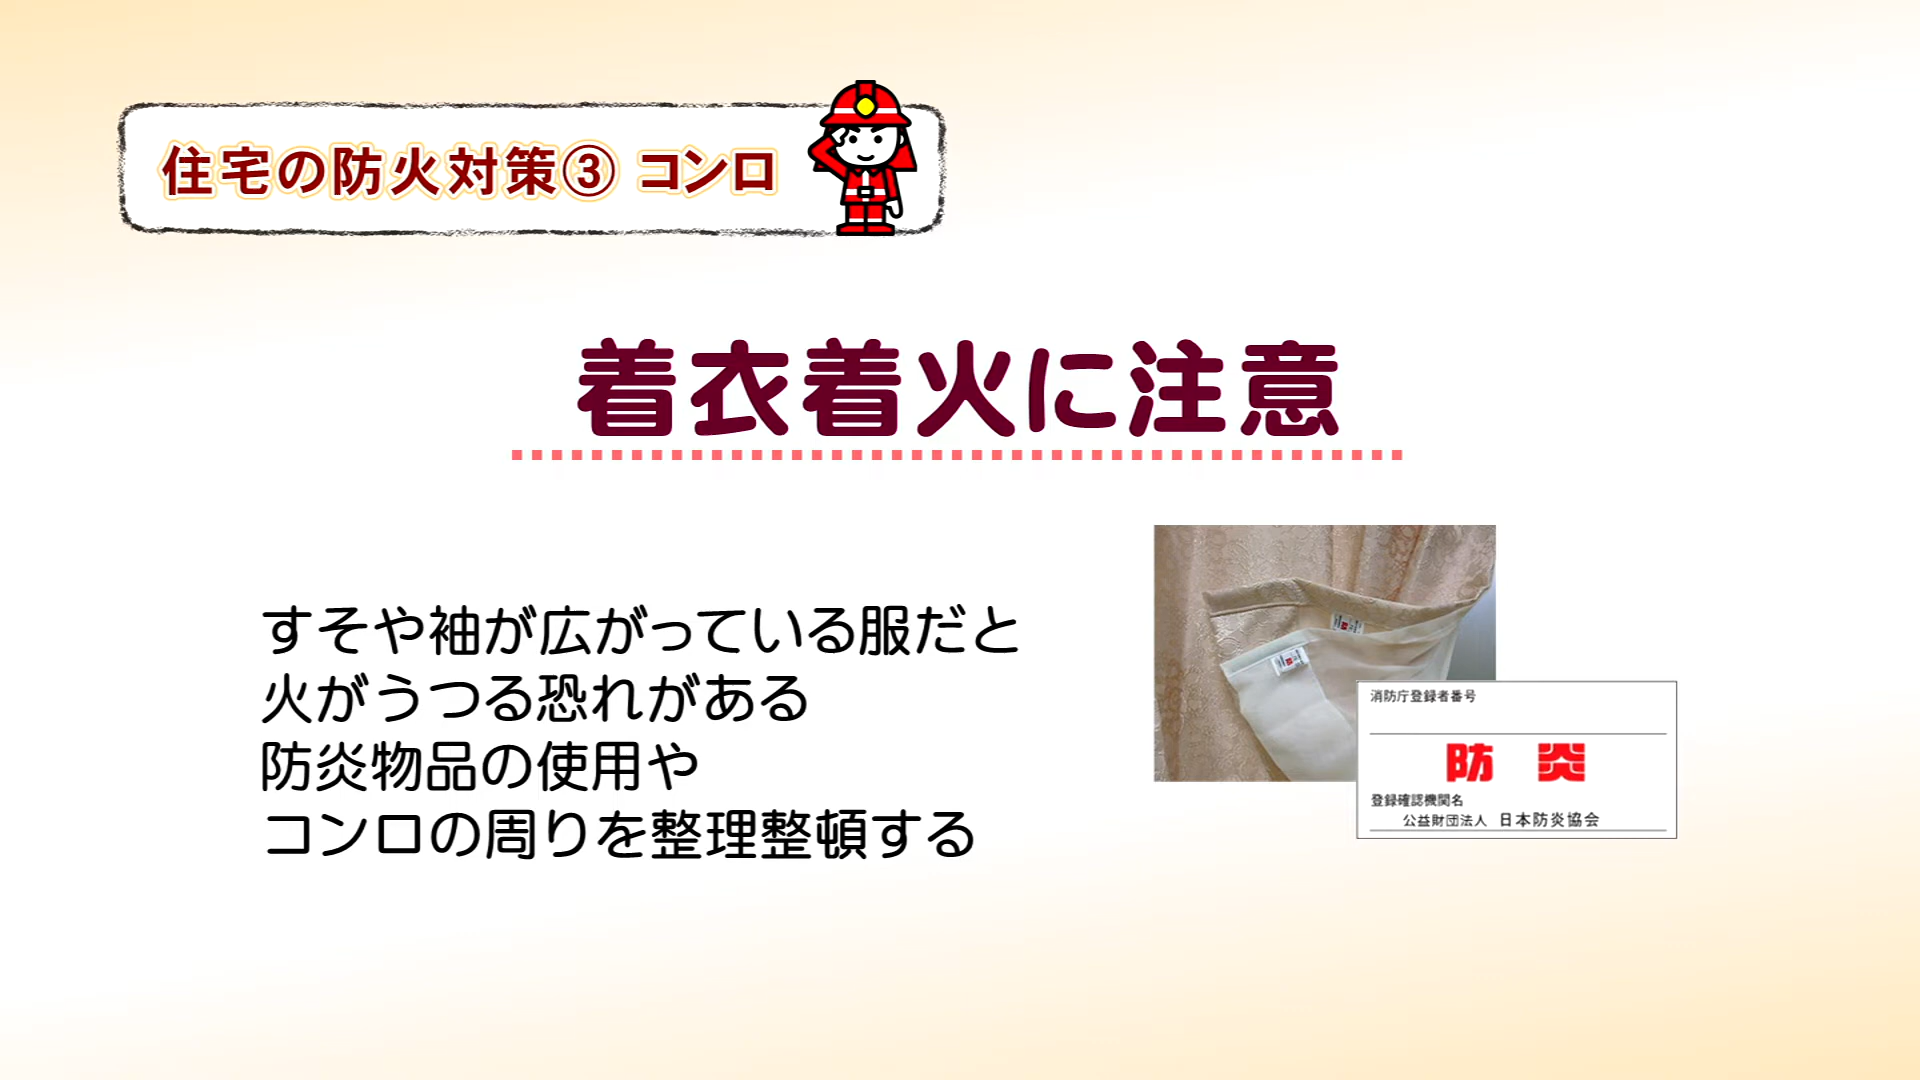 住宅の防火対策③ コンロ
着衣着火に注意
すそや袖が広がっている服だと
火がうつる恐れがある
防炎物品の使用や
コンロの周りを整理整頓する
消防庁登録者番号
防 炎
登録確認機関名
公益財団法人 日本防炎協会